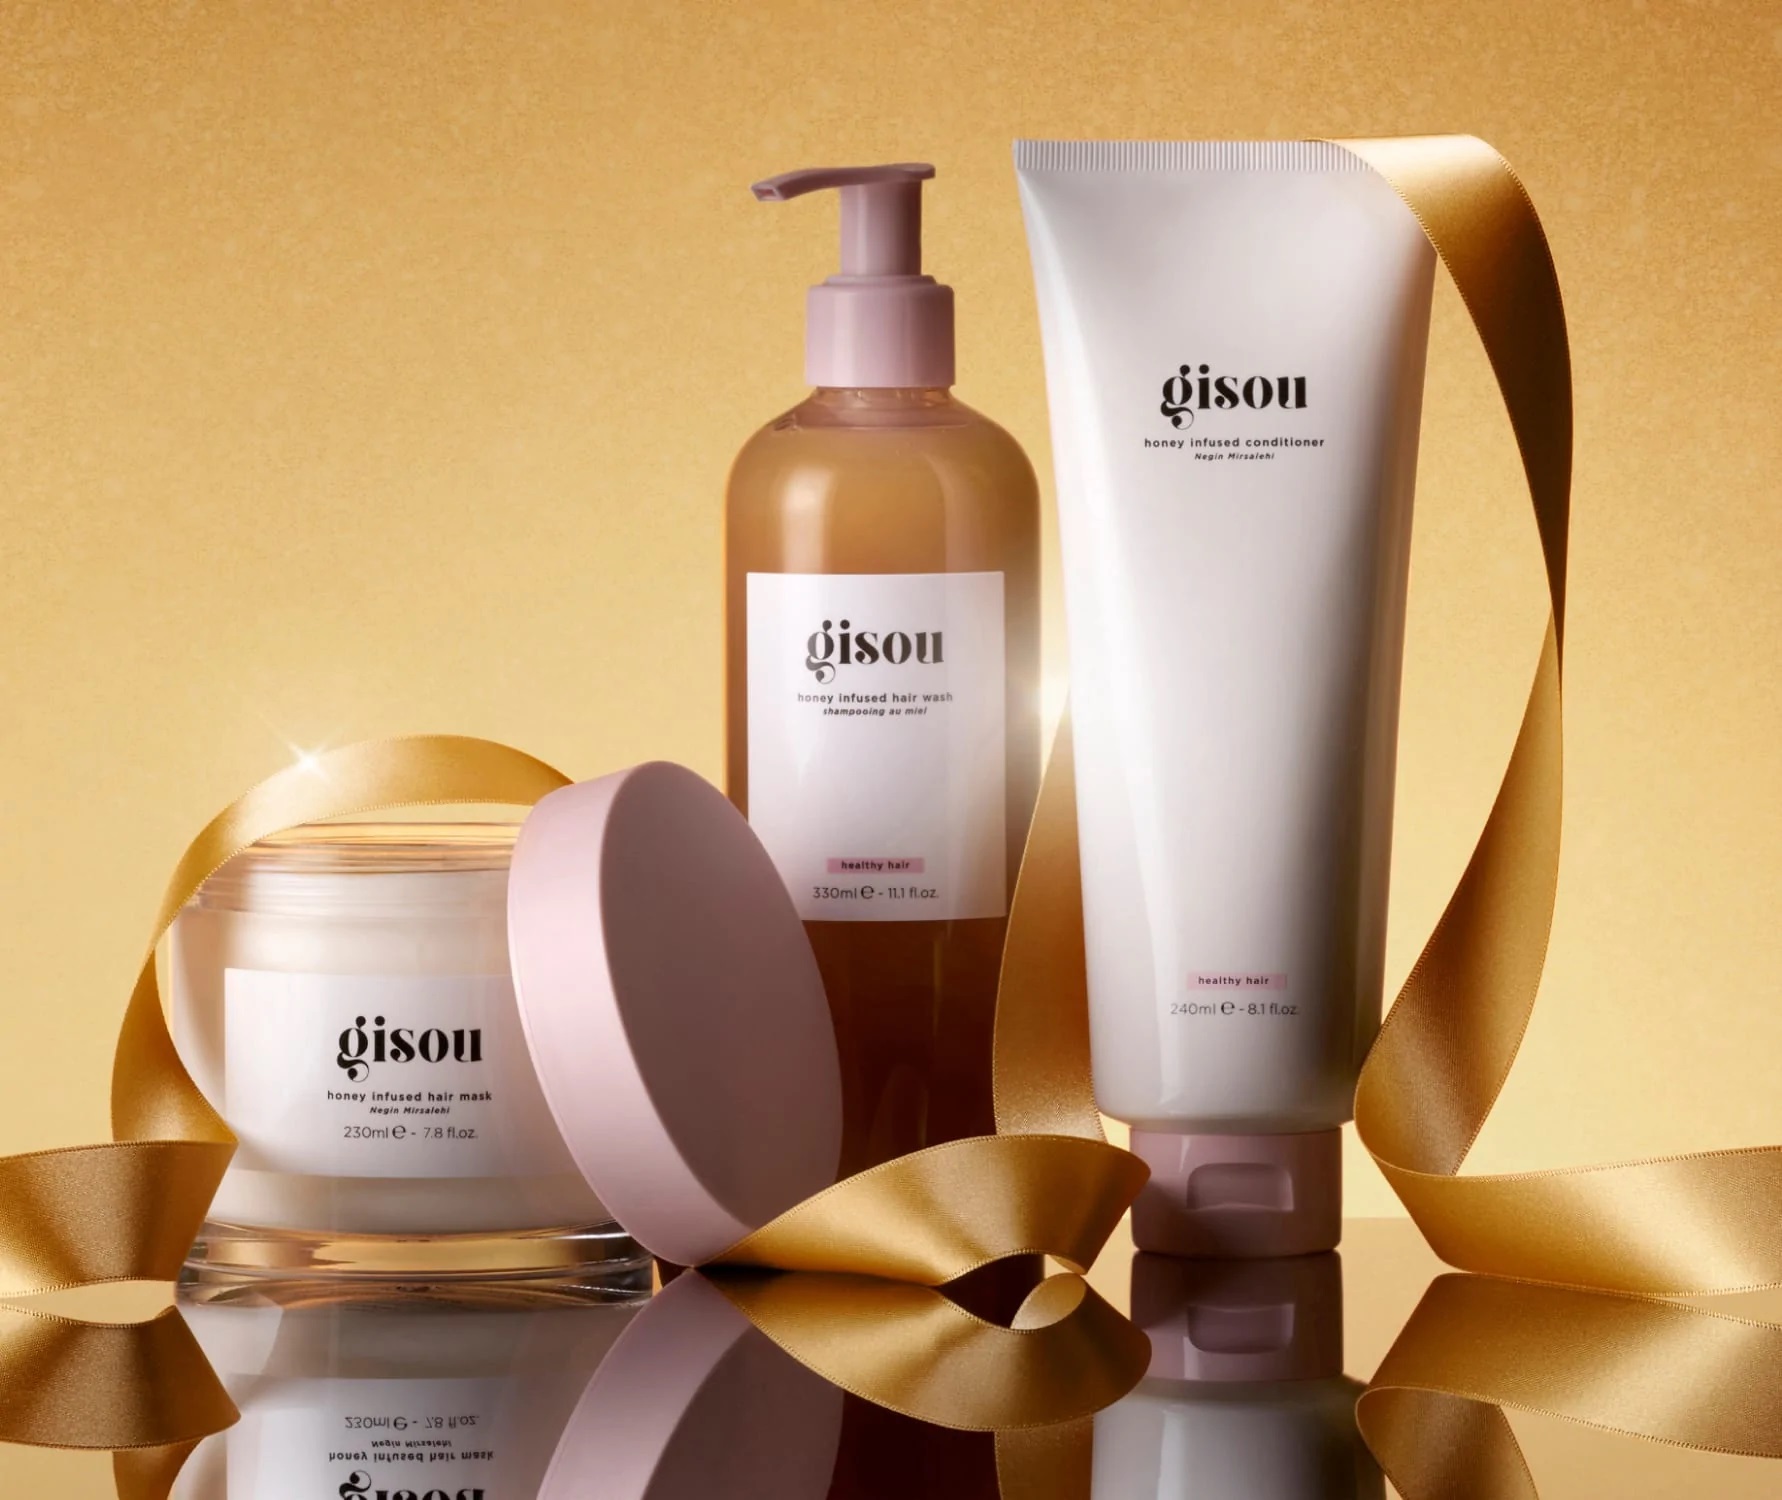 gisou
honey infused hair mask
Negin Mirsalehi
230ml ℮ - 7.8 fl.oz.
gisou
honey infused hair wash
shampooing au miel
healthy hair
330ml ℮ - 11.1 fl.oz.
gisou
honey infused conditioner
Negin Mirsalehi
healthy hair
240ml ℮ - 8.1 fl.oz.